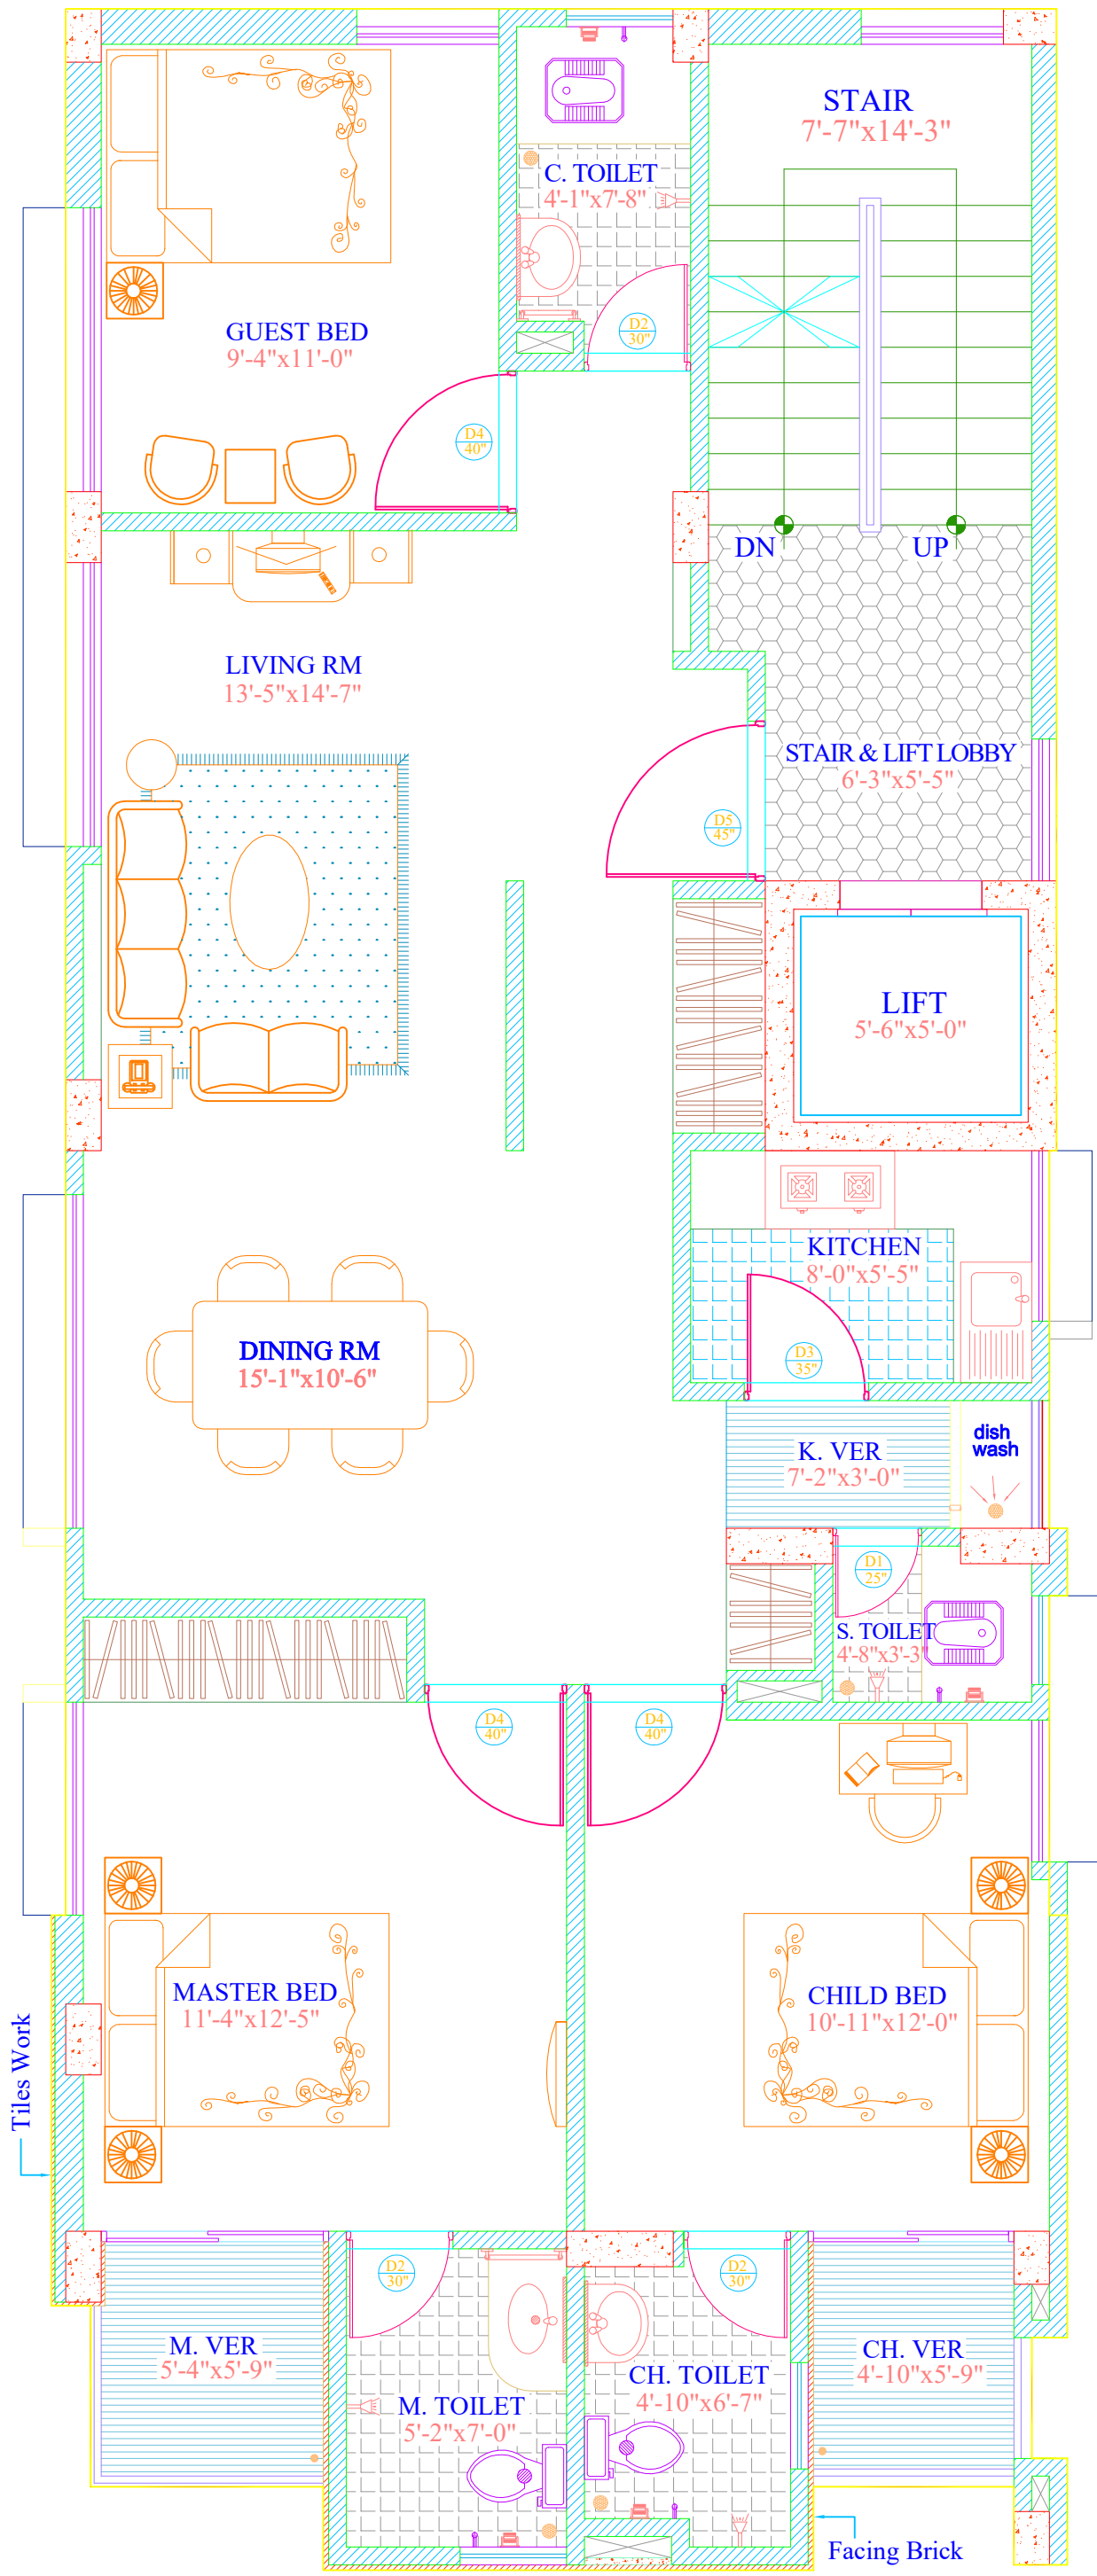 STAIR
7'-7"x14'-3"
C. TOILET
4'-1"x7'-8"
D2
30"
GUEST BED
9'-4"x11'-0"
D4
40"
DN
UP
LIVING RM
13'-5"x14'-7"
STAIR & LIFT LOBBY
6'-3"x5'-5"
D5
45"
LIFT
5'-6"x5'-0"
KITCHEN
8'-0"x5'-5"
D3
35"
DINING RM
15'-1"x10'-6"
dish
wash
K. VER
7'-2"x3'-0"
D1
25"
S. TOILET
4'-8"x3'-3"
D4
40"
D4
40"
MASTER BED
11'-4"x12'-5"
CHILD BED
10'-11"x12'-0"
Tiles Work
D2
30"
D2
30"
M. VER
5'-4"x5'-9"
CH. VER
4'-10"x5'-9"
CH. TOILET
4'-10"x6'-7"
M. TOILET
5'-2"x7'-0"
Facing Brick